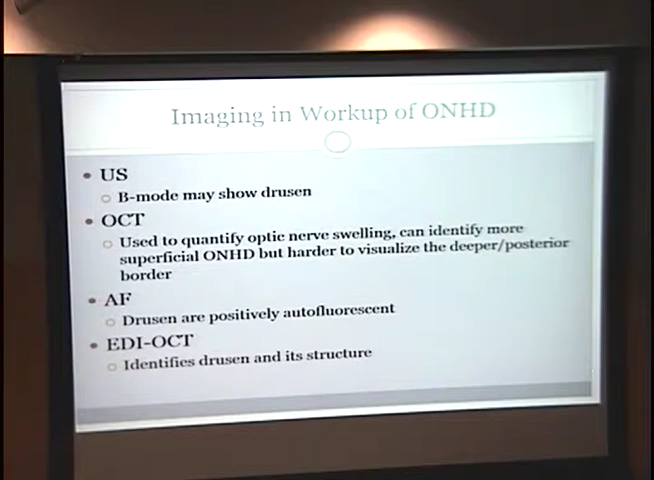 Imaging in Workup of ONHD
US
B-mode may show drusen
OCT
Used to quantify optic nerve swelling, can identify more
superficial ONHD but harder to visualize the deeper/posterior
border
AF
Drusen are positively autofluorescent
EDI-OCT
Identifies drusen and its structure